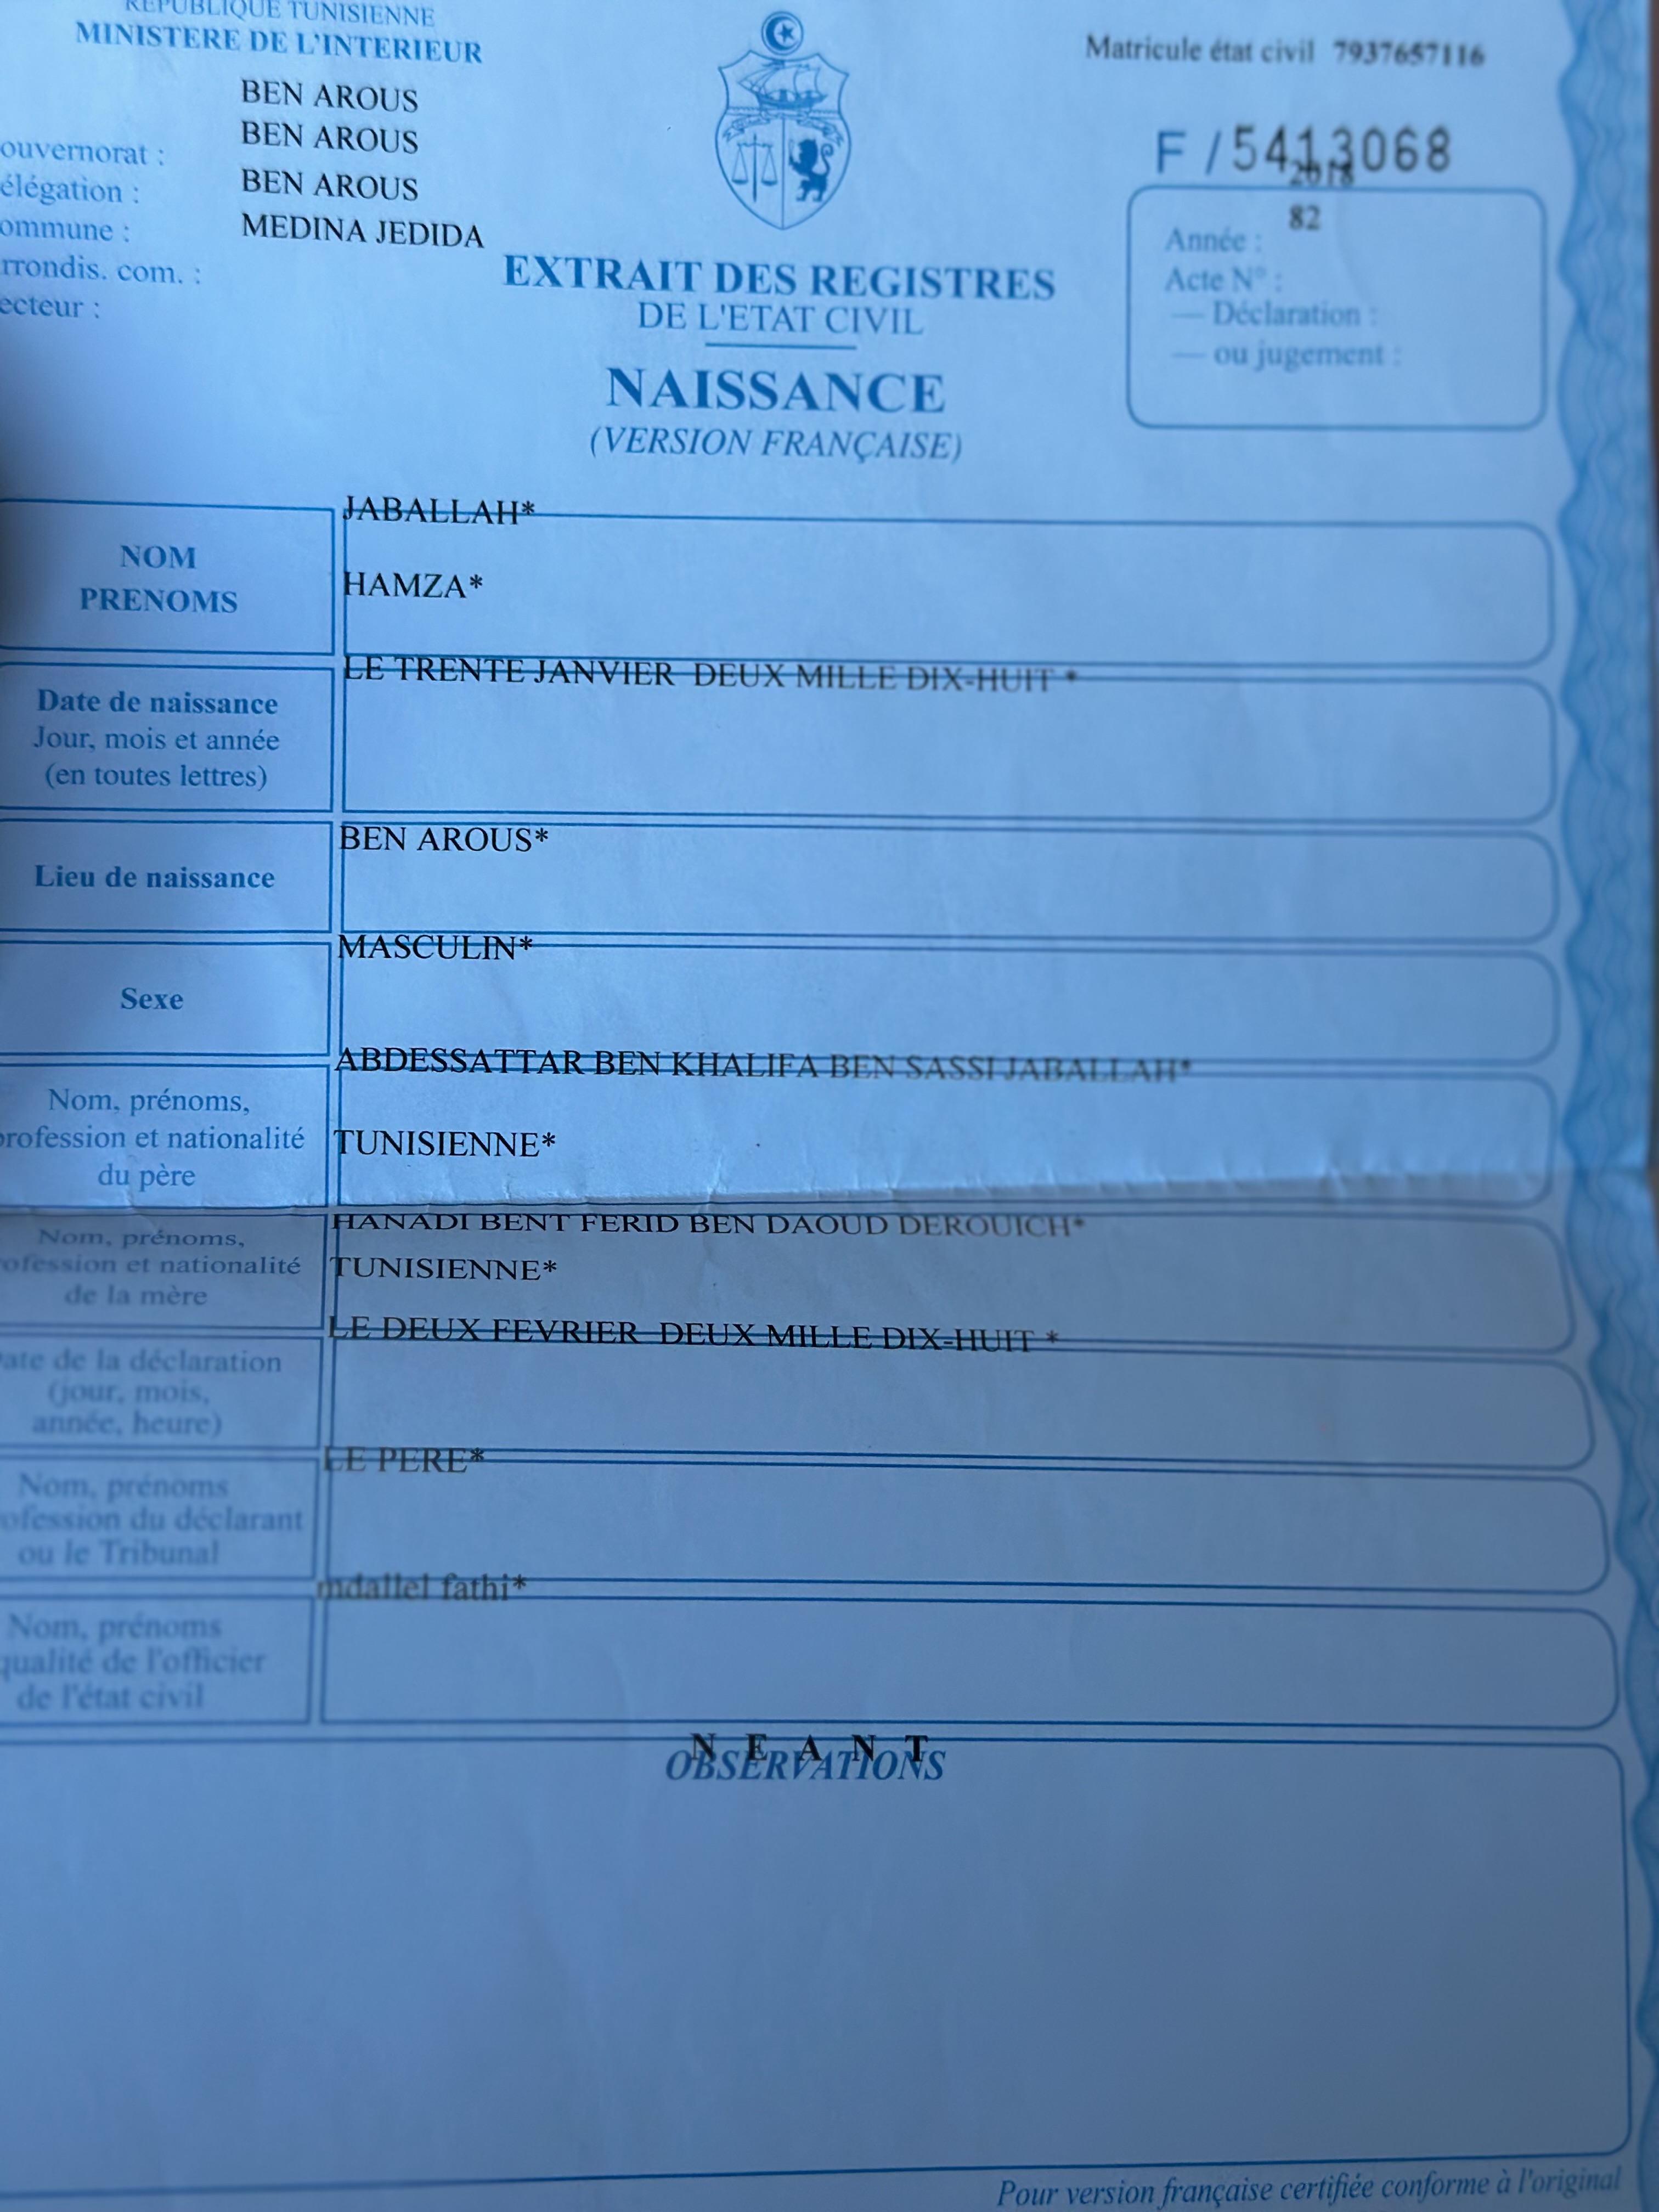 REPUBLIQUE TUNISIENNE
MINISTERE DE L'INTERIEUR
Matricule état civil 7937657116
BEN AROUS
BEN AROUS
ouvernorat :
BEN AROUS
élégation :
MEDINA JEDIDA
ommune :
rrondis. com. :
ecteur :
F / 5413068
2018
82
Année :
Acte N° :
— Déclaration :
— ou jugement :
EXTRAIT DES REGISTRES
DE L'ETAT CIVIL
NAISSANCE
(VERSION FRANÇAISE)
JABALLAH*
NOM
HAMZA*
PRENOMS
LE TRENTE JANVIER DEUX MILLE DIX-HUIT *
Date de naissance
Jour, mois et année
(en toutes lettres)
BEN AROUS*
Lieu de naissance
MASCULIN*
Sexe
ABDESSATTAR BEN KHALIFA BEN SASSI JABALLAH*
Nom, prénoms,
rofession et nationalité
TUNISIENNE*
du père
HANADI BENT FERID BEN DAOUD DEROUICH*
Nom, prénoms,
ofession et nationalité
TUNISIENNE*
de la mère
LE DEUX FEVRIER DEUX MILLE DIX-HUIT *
ate de la déclaration
(jour, mois,
année, heure)
LE PERE*
Nom, prénoms
ofession du déclarant
ou le Tribunal
mdallel fathi*
Nom, prénoms
qualité de l'officier
de l'état civil
N E A N T
OBSERVATIONS
Pour version française certifiée conforme à l'original